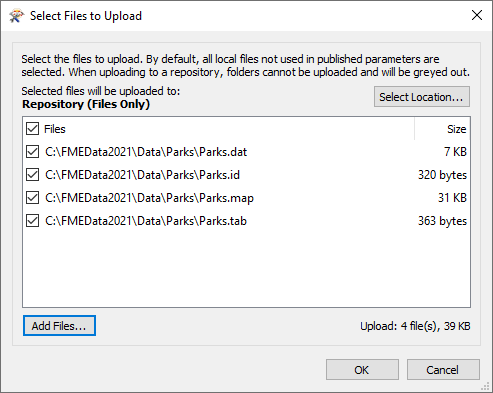 Select Files to Upload
Select the files to upload. By default, all local files not used in published parameters are
selected. When uploading to a repository, folders cannot be uploaded and will be greyed out.
Selected files will be uploaded to:
Repository (Files Only)
Select Location...
Files Size
C:\FMEData2021\Data\Parks\Parks.dat 7 KB
C:\FMEData2021\Data\Parks\Parks.id 320 bytes
C:\FMEData2021\Data\Parks\Parks.map 31 KB
C:\FMEData2021\Data\Parks\Parks.tab 363 bytes
Add Files... Upload: 4 file(s), 39 KB
OK Cancel